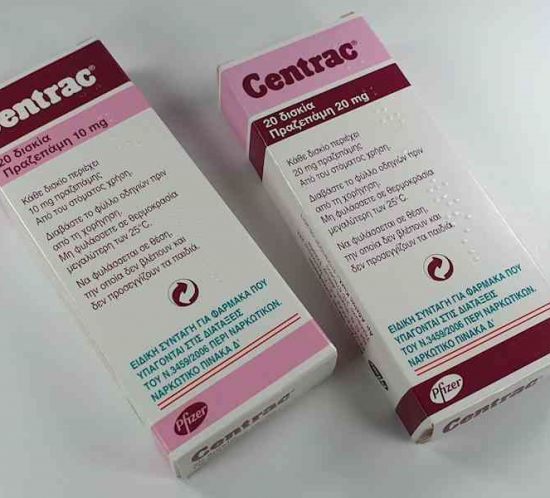 Centrac®
20 δισκία
Πραζεπάμη 10 mg
Κάθε δισκίο περιέχει
10 mg πραζεπάμης
Από του στόματος χρήση.
Διαβάστε το φύλλο οδηγιών πριν
από τη χορήγηση.
Μη φυλάσσετε σε θερμοκρασία
μεγαλύτερη των 25°C.
Να φυλάσσεται σε θέση,
την οποία δεν βλέπουν και
δεν προσεγγίζουν τα παιδιά.
ΕΙΔΙΚΗ ΣΥΝΤΑΓΗ ΓΙΑ ΦΑΡΜΑΚΑ ΠΟΥ
ΥΠΑΓΟΝΤΑΙ ΣΤΙΣ ΔΙΑΤΑΞΕΙΣ
ΤΟΥ Ν.3459/2006 ΠΕΡΙ ΝΑΡΚΩΤΙΚΩΝ.
ΝΑΡΚΩΤΙΚΟ ΠΙΝΑΚΑ Δ΄
Pfizer
Centrac
Centrac®
20 δισκία
Πραζεπάμη 20 mg
Κάθε δισκίο περιέχει
20 mg πραζεπάμης
Από του στόματος χρήση.
Διαβάστε το φύλλο οδηγιών πριν
από τη χορήγηση.
Μη φυλάσσετε σε θερμοκρασία
μεγαλύτερη των 25°C.
Να φυλάσσεται σε θέση,
την οποία δεν βλέπουν και
δεν προσεγγίζουν τα παιδιά.
ΕΙΔΙΚΗ ΣΥΝΤΑΓΗ ΓΙΑ ΦΑΡΜΑΚΑ ΠΟΥ
ΥΠΑΓΟΝΤΑΙ ΣΤΙΣ ΔΙΑΤΑΞΕΙΣ
ΤΟΥ Ν.3459/2006 ΠΕΡΙ ΝΑΡΚΩΤΙΚΩΝ.
ΝΑΡΚΩΤΙΚΟ ΠΙΝΑΚΑ Δ΄
Pfizer
Centrac